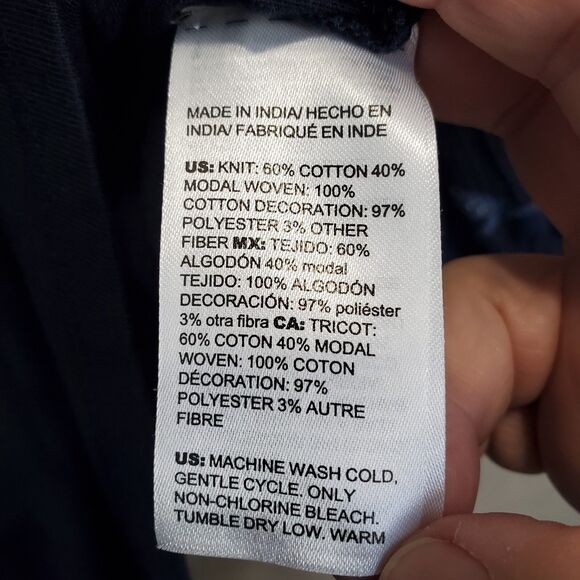 MADE IN INDIA/ HECHO EN
INDIA/ FABRIQUÉ EN INDE
US: KNIT: 60% COTTON 40%
MODAL WOVEN: 100%
COTTON DECORATION: 97%
POLYESTER 3% OTHER
FIBER MX: TEJIDO: 60%
ALGODÓN 40% modal
TEJIDO: 100% ALGODÓN
DECORACIÓN: 97% poliéster
3% otra fibra CA: TRICOT:
60% COTON 40% MODAL
WOVEN: 100% COTON
DÉCORATION: 97%
POLYESTER 3% AUTRE
FIBRE
US: MACHINE WASH COLD,
GENTLE CYCLE. ONLY
NON-CHLORINE BLEACH.
TUMBLE DRY LOW. WARM